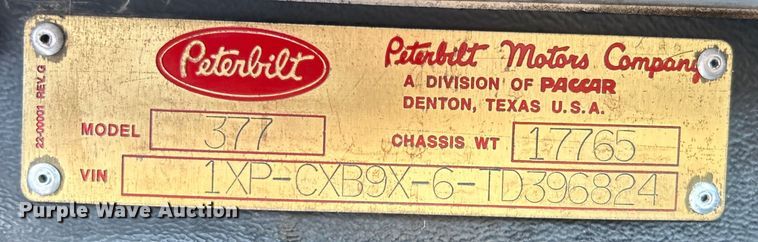 Peterbilt
Peterbilt Motors Company
A DIVISION OF PACCAR
DENTON, TEXAS U.S.A.
22-00001 REV. G
MODEL 377 CHASSIS WT 17765
VIN 1XP-CXB9X-6-TD396824
Purple Wave Auction